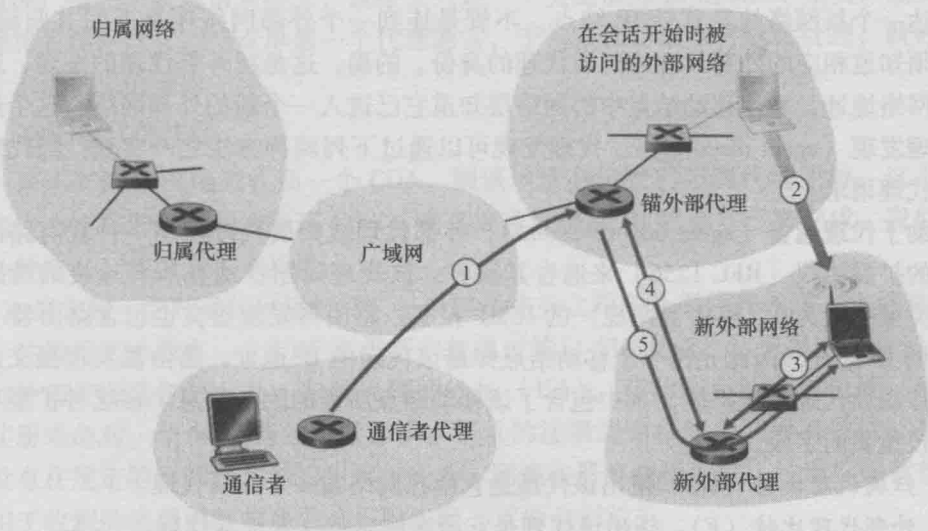 归属网络
在会话开始时被
访问的外部网络
归属代理
广域网
锚外部代理
新外部网络
通信者代理
通信者
新外部代理
①
②
③
④
⑤